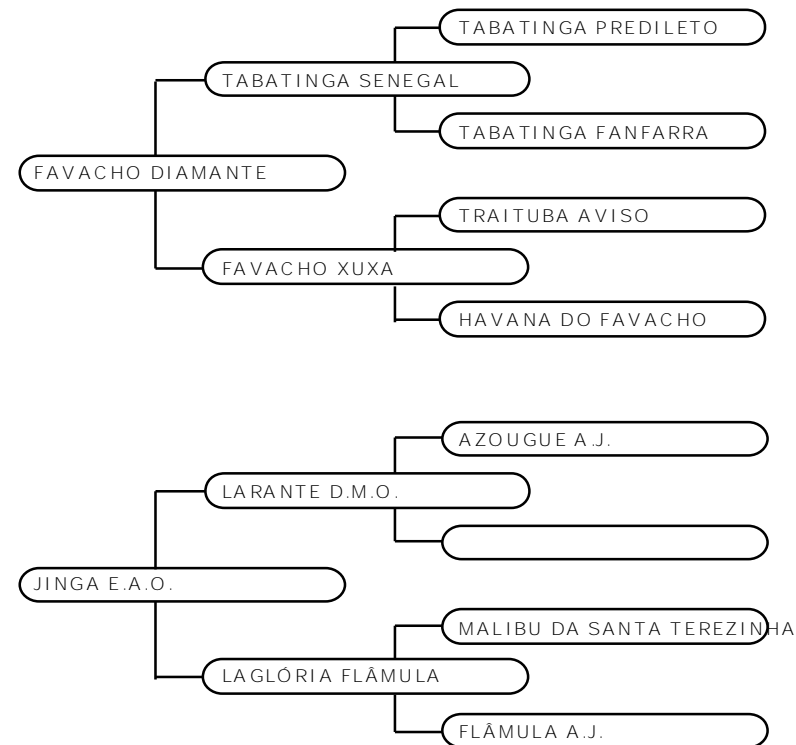 TABATINGA PREDILETO
TABATINGA SENEGAL
TABATINGA FANFARRA
FAVACHO DIAMANTE
TRAITUBA AVISO
FAVACHO XUXA
HAVANA DO FAVACHO
AZOUGUE A.J.
LARANTE D.M.O.
JINGA E.A.O.
MALIBU DA SANTA TEREZINHA
LAGLÓRIA FLÂMULA
FLÂMULA A.J.